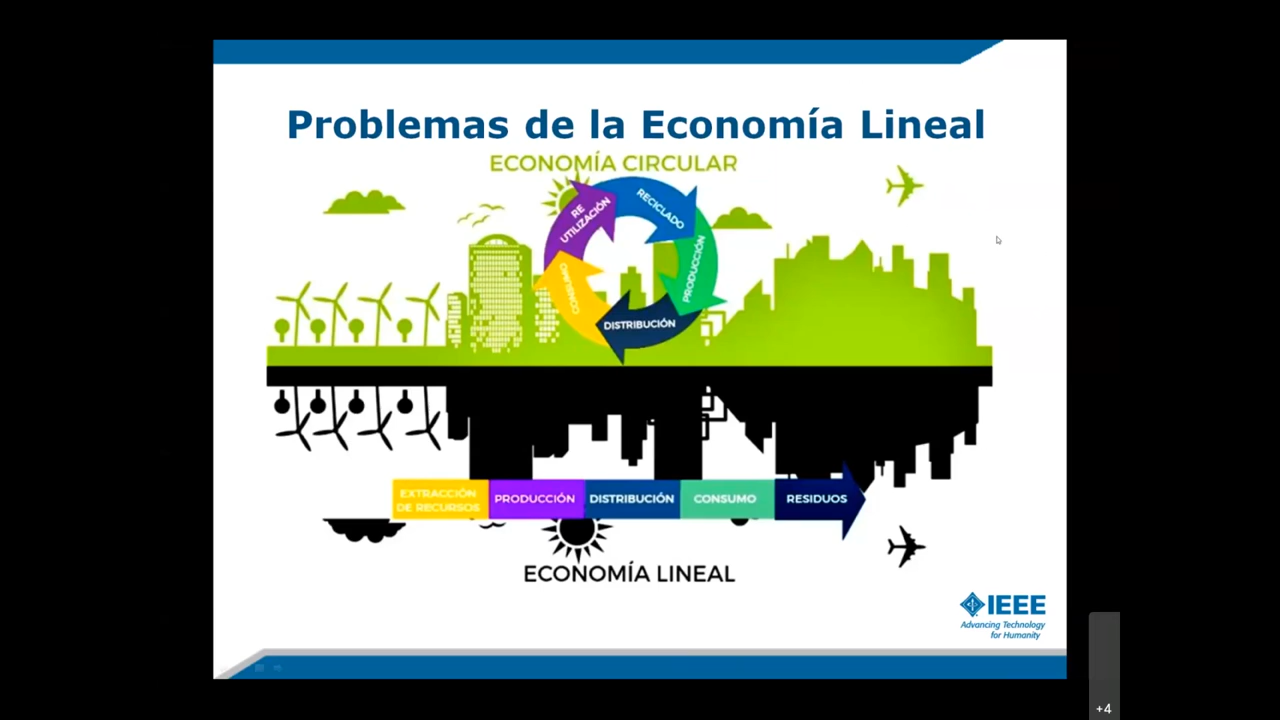 Problemas de la Economía Lineal
ECONOMÍA CIRCULAR
RE
UTILIZACIÓN
RECICLADO
PRODUCCIÓN
DISTRIBUCIÓN
CONSUMO
EXTRACCIÓN
DE RECURSOS
PRODUCCIÓN
DISTRIBUCIÓN
CONSUMO
RESIDUOS
ECONOMÍA LINEAL
IEEE
Advancing Technology
for Humanity
+4